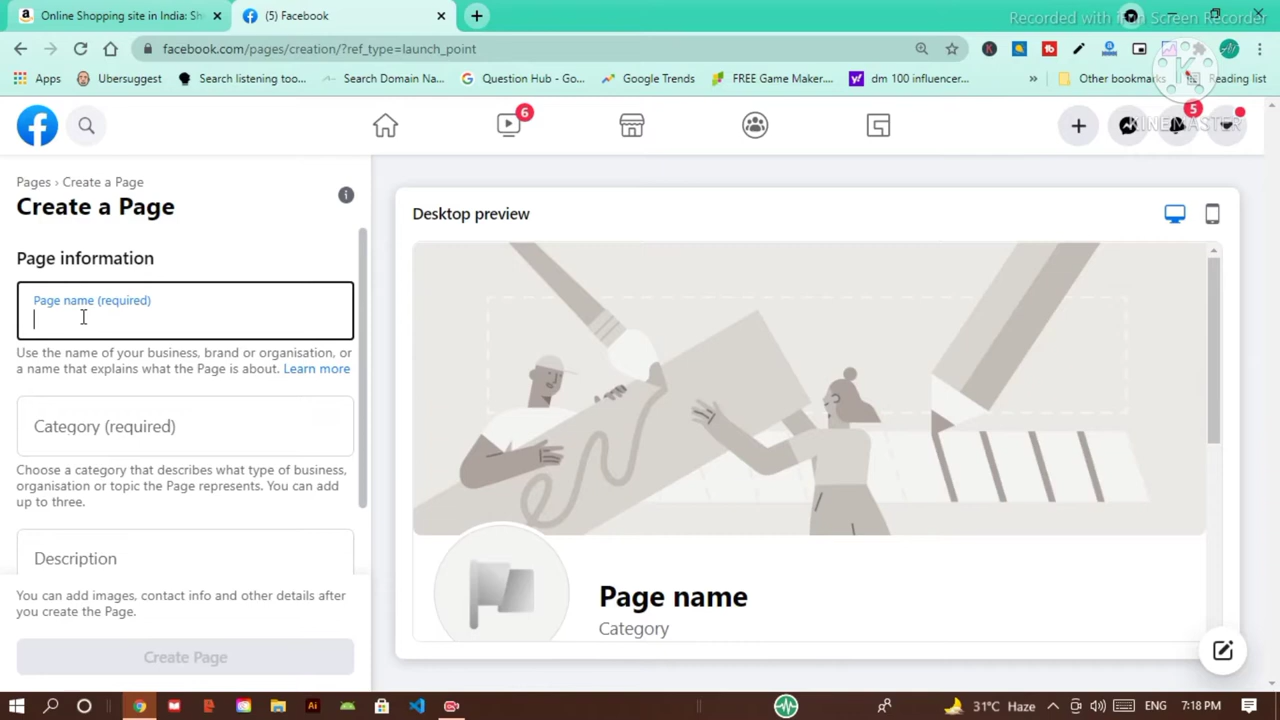 Online Shopping site in India: Sh
(5) Facebook
Recorded with iTop Screen Recorder
facebook.com/pages/creation/?ref_type=launch_point
Apps
Ubersuggest
Search listening too...
Search Domain Na...
Question Hub - Go...
Google Trends
FREE Game Maker....
dm 100 influencer...
»
Other bookmarks
Reading list
6
5
KINEMASTER
Pages › Create a Page
Create a Page
Desktop preview
Page information
Page name (required)
Use the name of your business, brand or organisation, or
a name that explains what the Page is about. Learn more
Category (required)
Choose a category that describes what type of business,
organisation or topic the Page represents. You can add
up to three.
Description
You can add images, contact info and other details after
you create the Page.
Create Page
Page name
Category
31°C Haze
ENG
7:18 PM